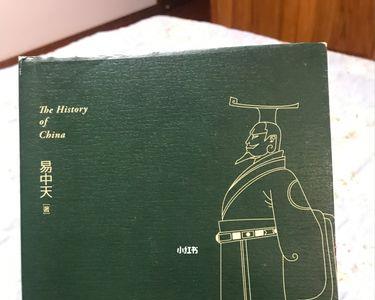 The History
of
China
易中天
著
小红书